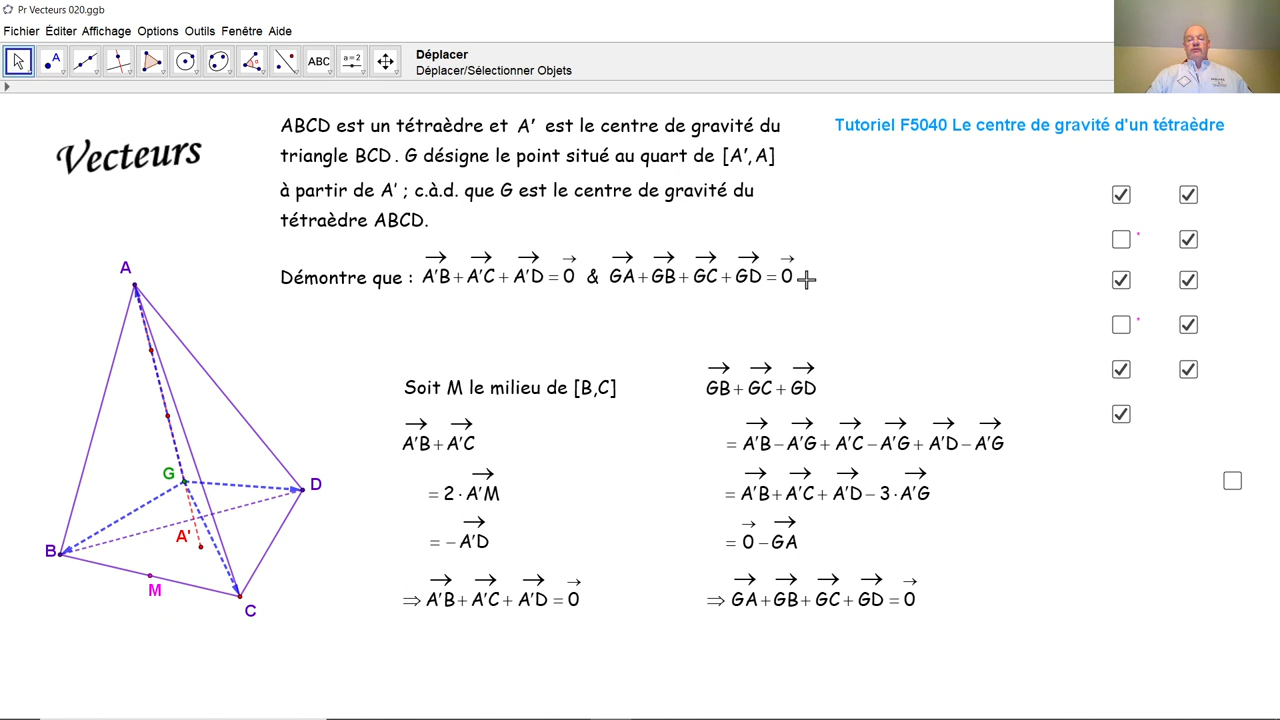 Pr Vecteurs 020.ggb
Fichier Éditer Affichage Options Outils Fenêtre Aide
A ABC a=2
Déplacer
Déplacer/Sélectionner Objets
Vecteurs
ABCD est un tétraèdre et A′ est le centre de gravité du
triangle BCD. G désigne le point situé au quart de [A′,A]
à partir de A′ ; c.à.d. que G est le centre de gravité du
tétraèdre ABCD.
Tutoriel F5040 Le centre de gravité d'un tétraèdre
Démontre que : A′B+A′C+A′D=0 & GA+GB+GC+GD=0
Soit M le milieu de [B,C]
A′B+A′C
=2·A′M
=−A′D
⇒A′B+A′C+A′D=0
GB+GC+GD
=A′B−A′G+A′C−A′G+A′D−A′G
=A′B+A′C+A′D−3·A′G
=0−GA
⇒GA+GB+GC+GD=0
*
*
A
G
D
A'
B
M
C